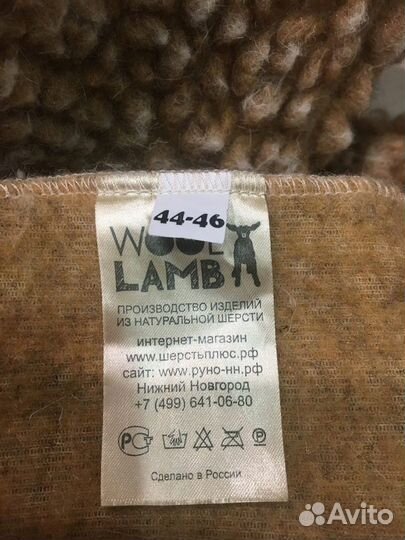 44-46
WOOL
LAMB
ПРОИЗВОДСТВО ИЗДЕЛИЙ
ИЗ НАТУРАЛЬНОЙ ШЕРСТИ
интернет-магазин
www.шерстьплюс.рф
сайт: www.руно-нн.рф
Нижний Новгород
+7 (499) 641-06-80
Сделано в России
Avito